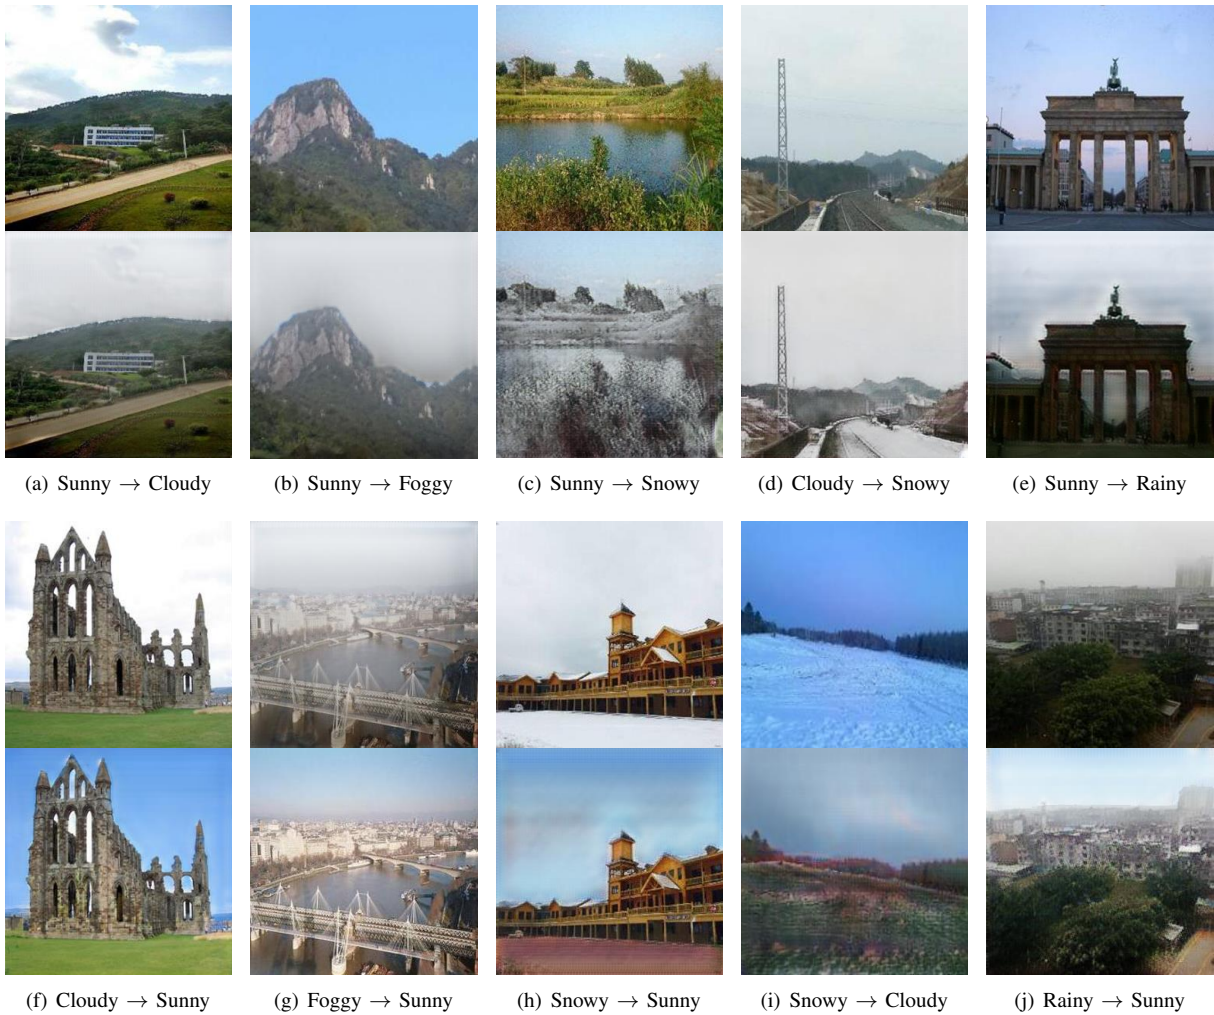 (a) Sunny → Cloudy
(b) Sunny → Foggy
(c) Sunny → Snowy
(d) Cloudy → Snowy
(e) Sunny → Rainy
(f) Cloudy → Sunny
(g) Foggy → Sunny
(h) Snowy → Sunny
(i) Snowy → Cloudy
(j) Rainy → Sunny